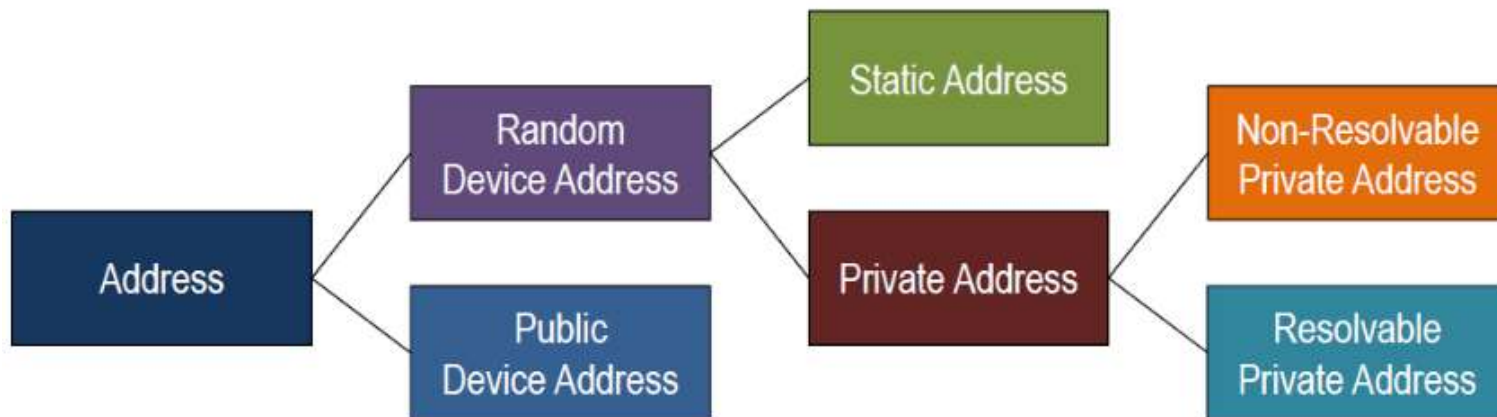 Address
Random
Device Address
Public
Device Address
Static Address
Private Address
Non-Resolvable
Private Address
Resolvable
Private Address